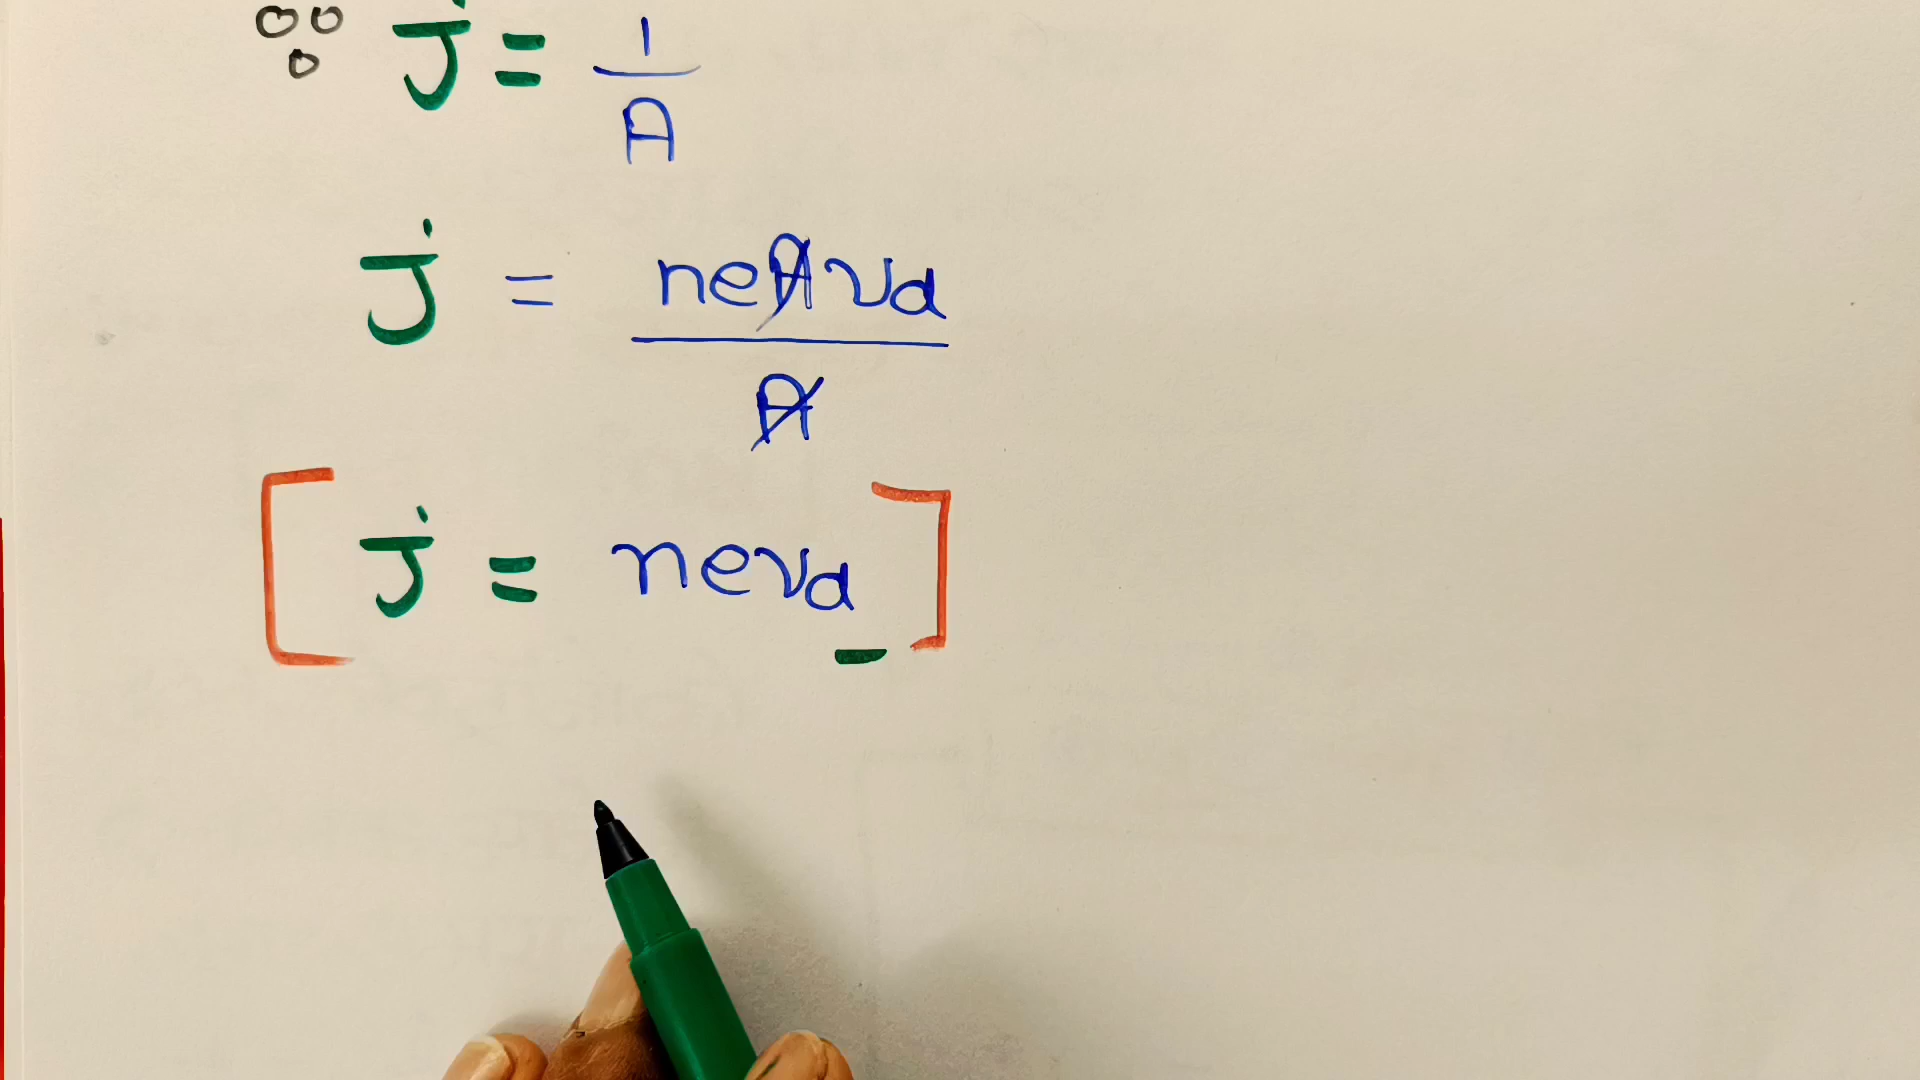 j = I/A
j = neAvd/A
[ j = nevd ]